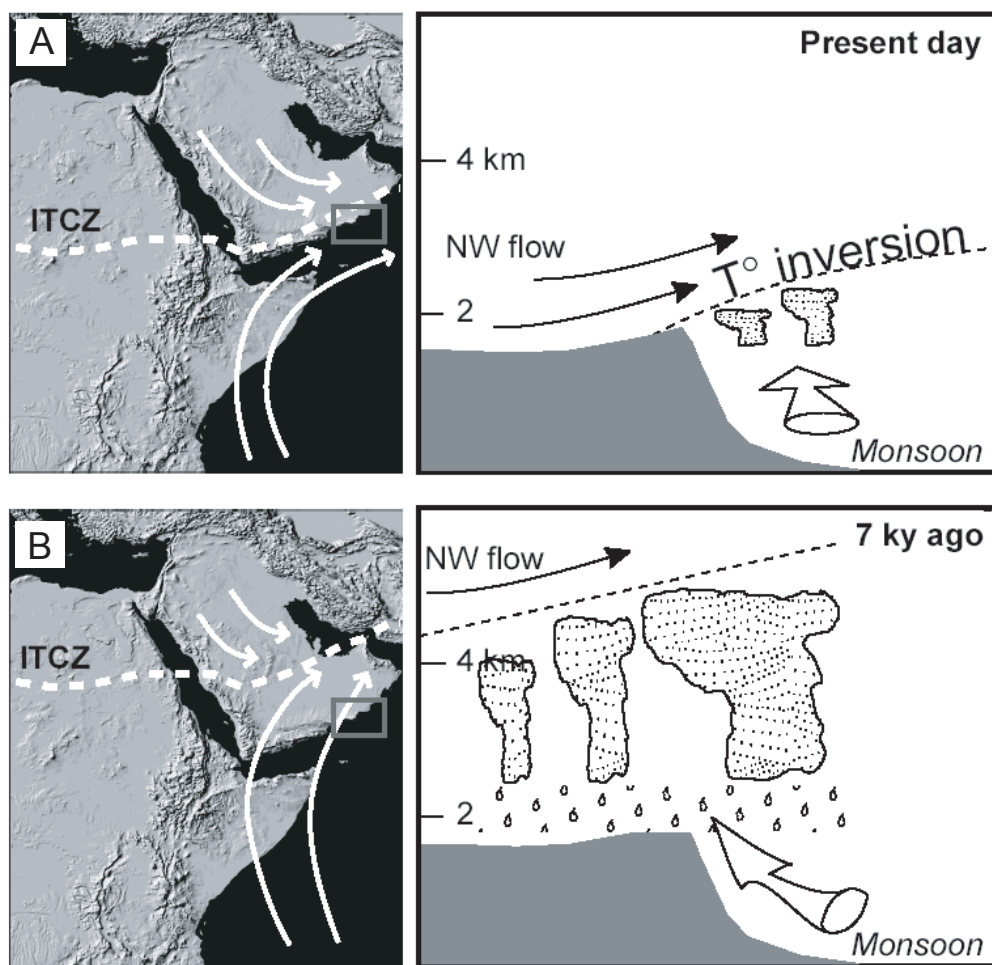 A
ITCZ
Present day
4 km
NW flow
T° inversion
2
Monsoon
B
ITCZ
7 ky ago
NW flow
4 km
2
Monsoon